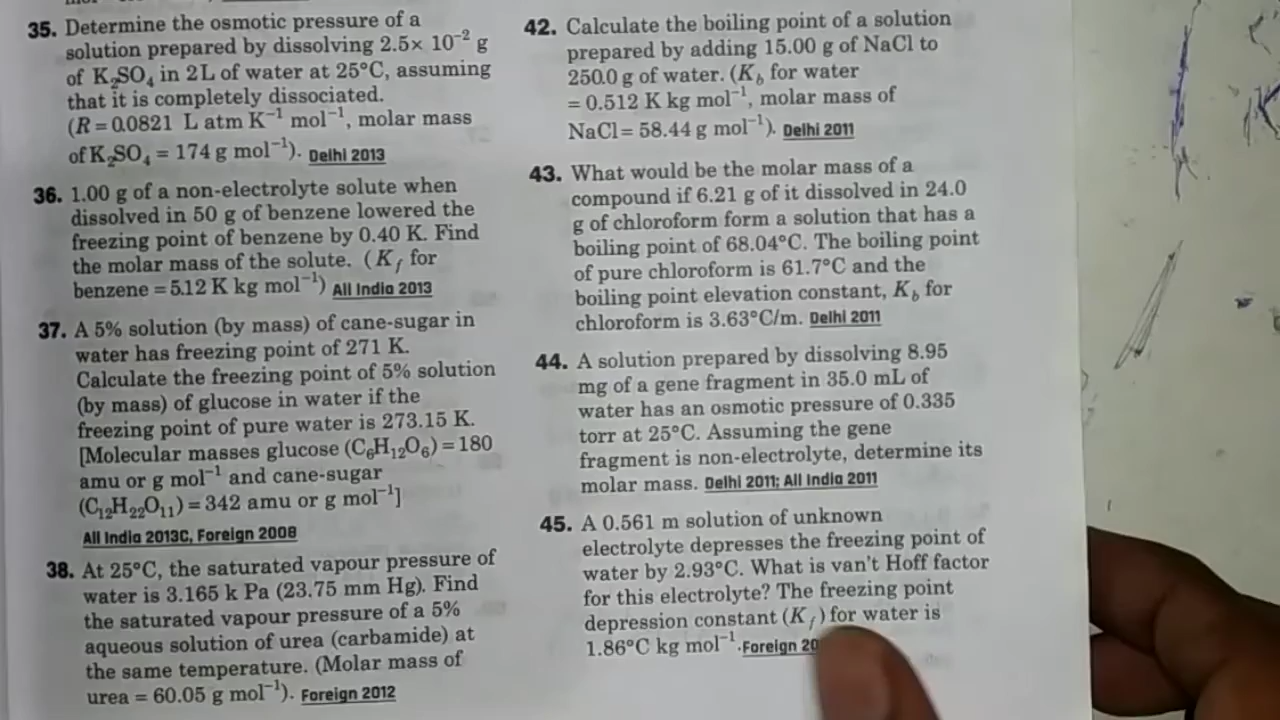 35. Determine the osmotic pressure of a
solution prepared by dissolving 2.5× 10⁻² g
of K₂SO₄ in 2L of water at 25°C, assuming
that it is completely dissociated.
(R = 0.0821 L atm K⁻¹ mol⁻¹, molar mass
of K₂SO₄ = 174 g mol⁻¹). Delhi 2013
36. 1.00 g of a non-electrolyte solute when
dissolved in 50 g of benzene lowered the
freezing point of benzene by 0.40 K. Find
the molar mass of the solute. (K_f for
benzene = 5.12 K kg mol⁻¹) All India 2013
37. A 5% solution (by mass) of cane-sugar in
water has freezing point of 271 K.
Calculate the freezing point of 5% solution
(by mass) of glucose in water if the
freezing point of pure water is 273.15 K.
[Molecular masses glucose (C₆H₁₂O₆) = 180
amu or g mol⁻¹ and cane-sugar
(C₁₂H₂₂O₁₁) = 342 amu or g mol⁻¹]
All India 2013C, Foreign 2008
38. At 25°C, the saturated vapour pressure of
water is 3.165 k Pa (23.75 mm Hg). Find
the saturated vapour pressure of a 5%
aqueous solution of urea (carbamide) at
the same temperature. (Molar mass of
urea = 60.05 g mol⁻¹). Foreign 2012
42. Calculate the boiling point of a solution
prepared by adding 15.00 g of NaCl to
250.0 g of water. (K_b for water
= 0.512 K kg mol⁻¹, molar mass of
NaCl = 58.44 g mol⁻¹). Delhi 2011
43. What would be the molar mass of a
compound if 6.21 g of it dissolved in 24.0
g of chloroform form a solution that has a
boiling point of 68.04°C. The boiling point
of pure chloroform is 61.7°C and the
boiling point elevation constant, K_b for
chloroform is 3.63°C/m. Delhi 2011
44. A solution prepared by dissolving 8.95
mg of a gene fragment in 35.0 mL of
water has an osmotic pressure of 0.335
torr at 25°C. Assuming the gene
fragment is non-electrolyte, determine its
molar mass. Delhi 2011; All India 2011
45. A 0.561 m solution of unknown
electrolyte depresses the freezing point of
water by 2.93°C. What is van't Hoff factor
for this electrolyte? The freezing point
depression constant (K_f) for water is
1.86°C kg mol⁻¹. Foreign 20